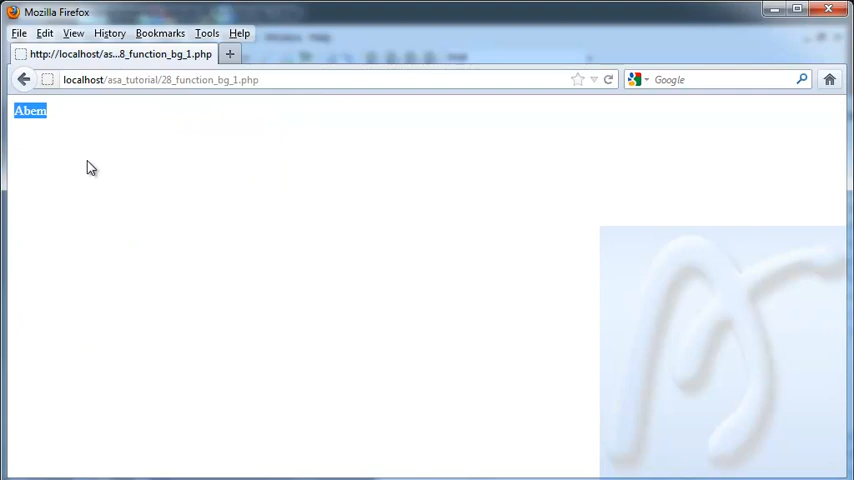 Mozilla Firefox
File Edit View History Bookmarks Tools Help
http://localhost/as...8_function_bg_1.php
localhost/asa_tutorial/28_function_bg_1.php
Google
Abem